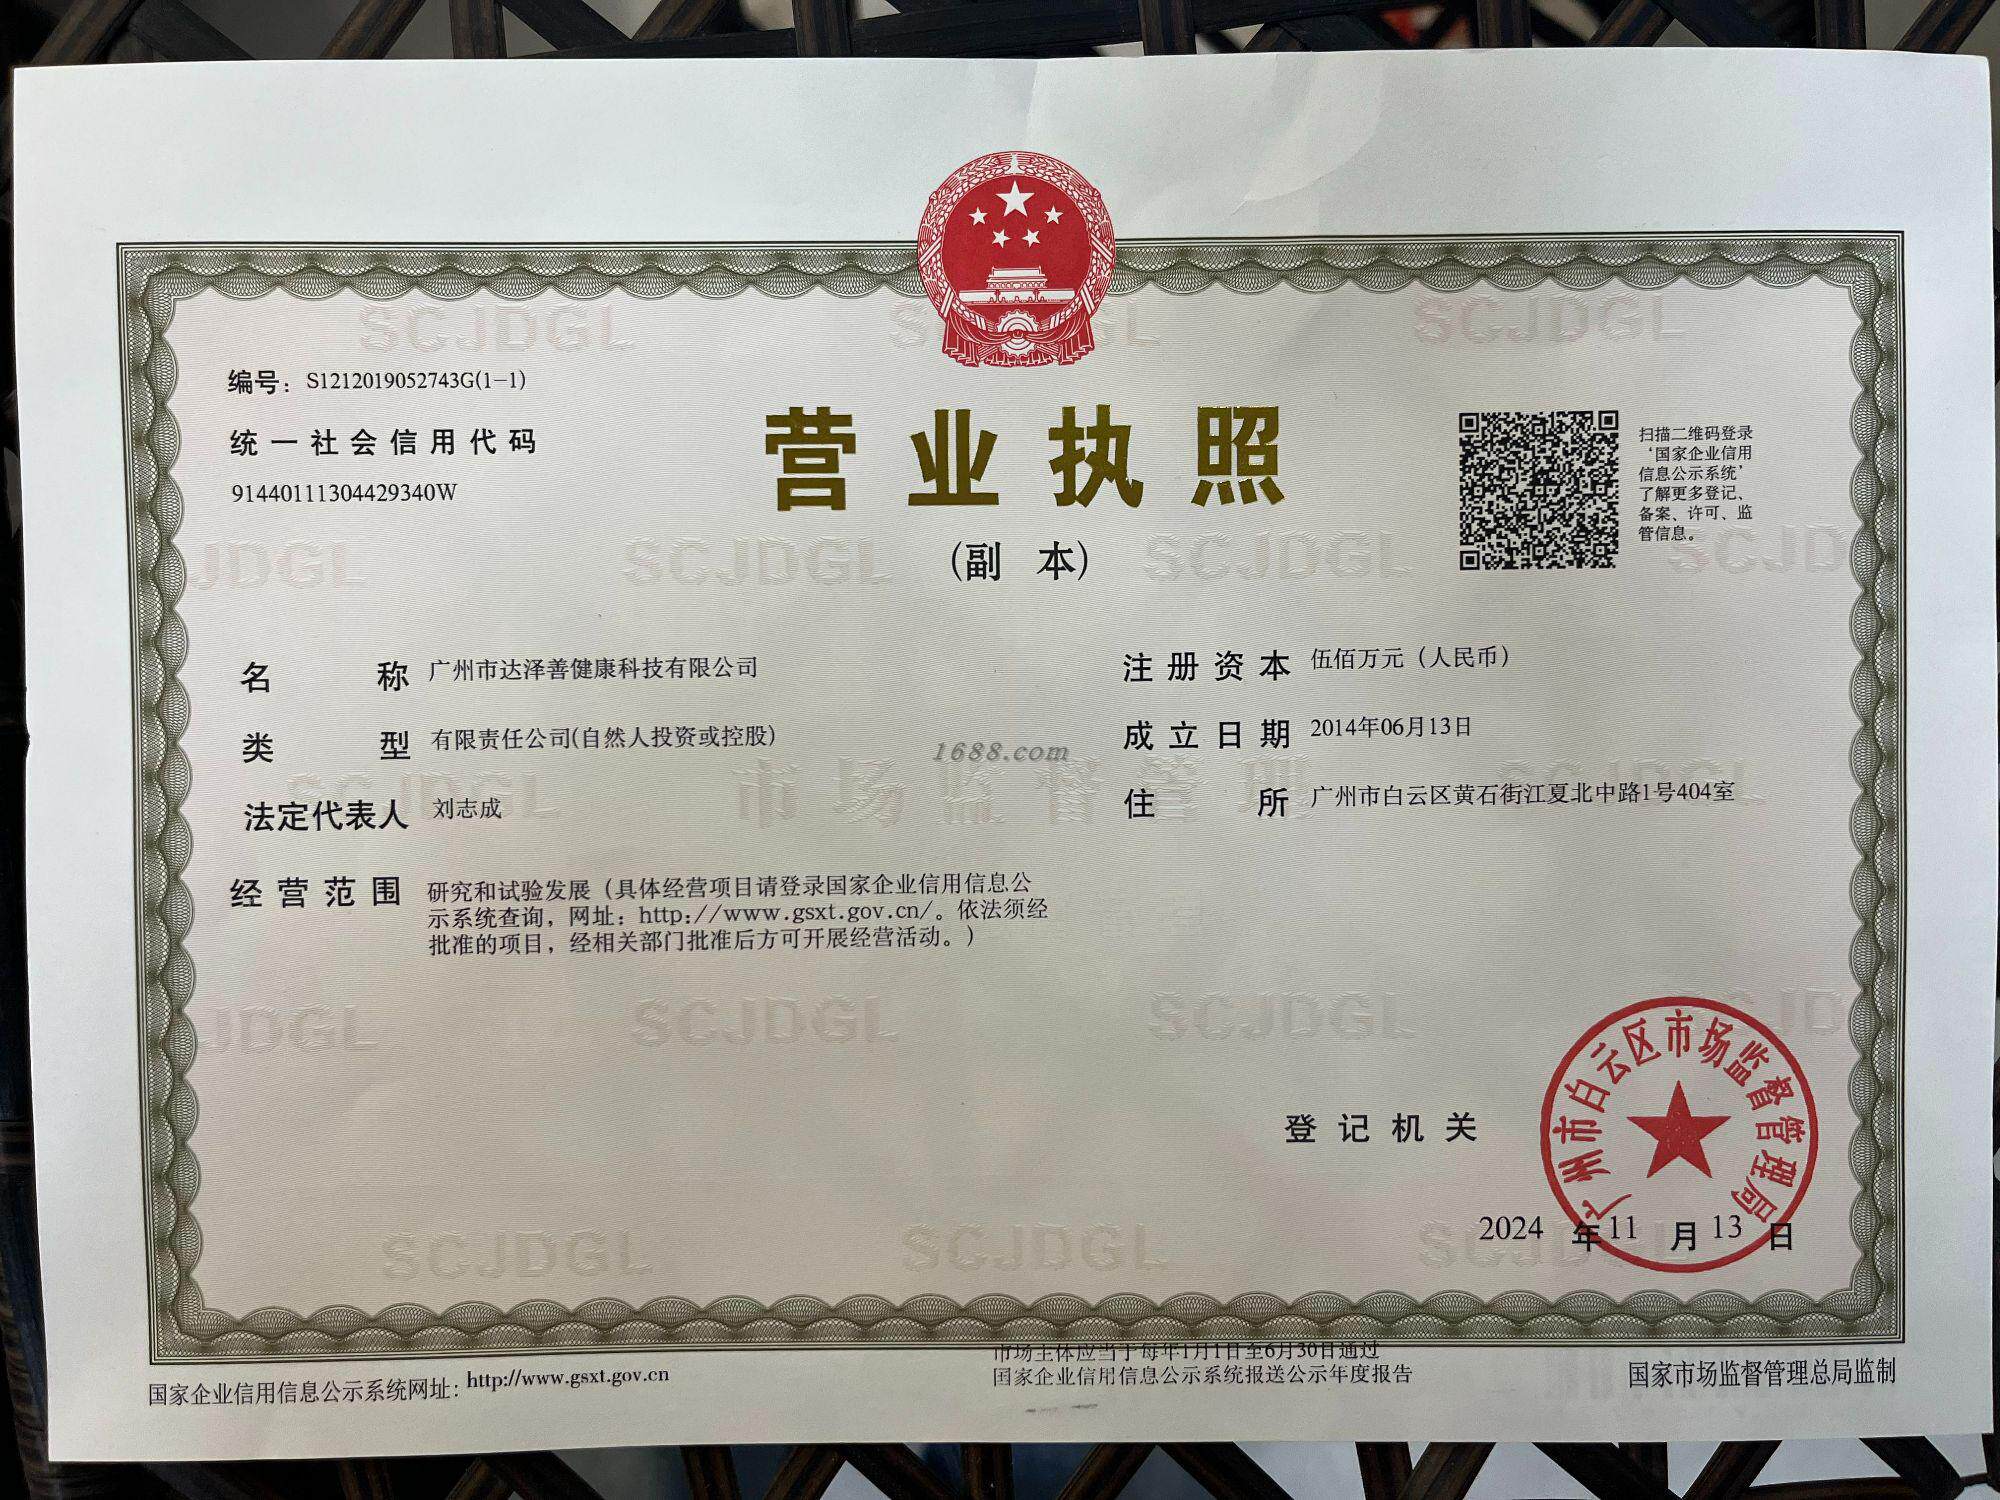 编号：S1212019052743G(1-1)
统一社会信用代码
91440111304429340W
营业执照
(副 本)
扫描二维码登录
‘国家企业信用
信息公示系统’
了解更多登记、
备案、许可、监
管信息。
名称 广州市达泽善健康科技有限公司
类型 有限责任公司(自然人投资或控股)
法定代表人 刘志成
经营范围 研究和试验发展（具体经营项目请登录国家企业信用信息公
示系统查询，网址：http://www.gsxt.gov.cn/。依法须经
批准的项目，经相关部门批准后方可开展经营活动。）
注册资本 伍佰万元（人民币）
成立日期 2014年06月13日
住所 广州市白云区黄石街江夏北中路1号404室
1688.com
市场监督管理
SCJDGL
登记机关
广州市白云区市场监督管理局
2024 年 11 月 13 日
国家企业信用信息公示系统网址：http://www.gsxt.gov.cn
市场主体应当于每年1月1日至6月30日通过
国家企业信用信息公示系统报送公示年度报告
国家市场监督管理总局监制